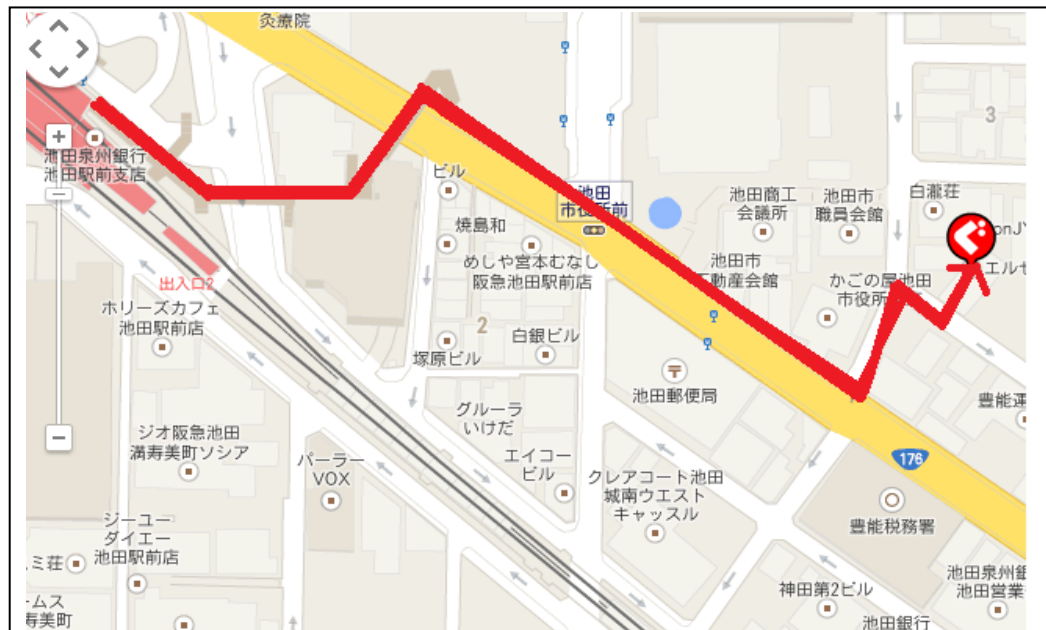 灸療院
3
池田泉州銀行
池田駅前支店
ビル
池田
市役所前
池田商工
会議所
池田市
職員会館
白瀧荘
onJY
焼島和
めしや宮本むなし
阪急池田駅前店
池田市
不動産会館
かごの屋池田
市役所
エルセ
出入口2
ホリーズカフェ
池田駅前店
2
白銀ビル
塚原ビル
〒
池田郵便局
グルーラ
いけだ
豊能運
ジオ阪急池田
満寿美町ソシア
パーラー
VOX
エイコー
ビル
クレアコート池田
城南ウエスト
キャッスル
176
豊能税務署
ジーユー
ダイエー
池田駅前店
ミ荘
神田第2ビル
池田泉州銀
池田営業
ームス
寿美町
池田銀行